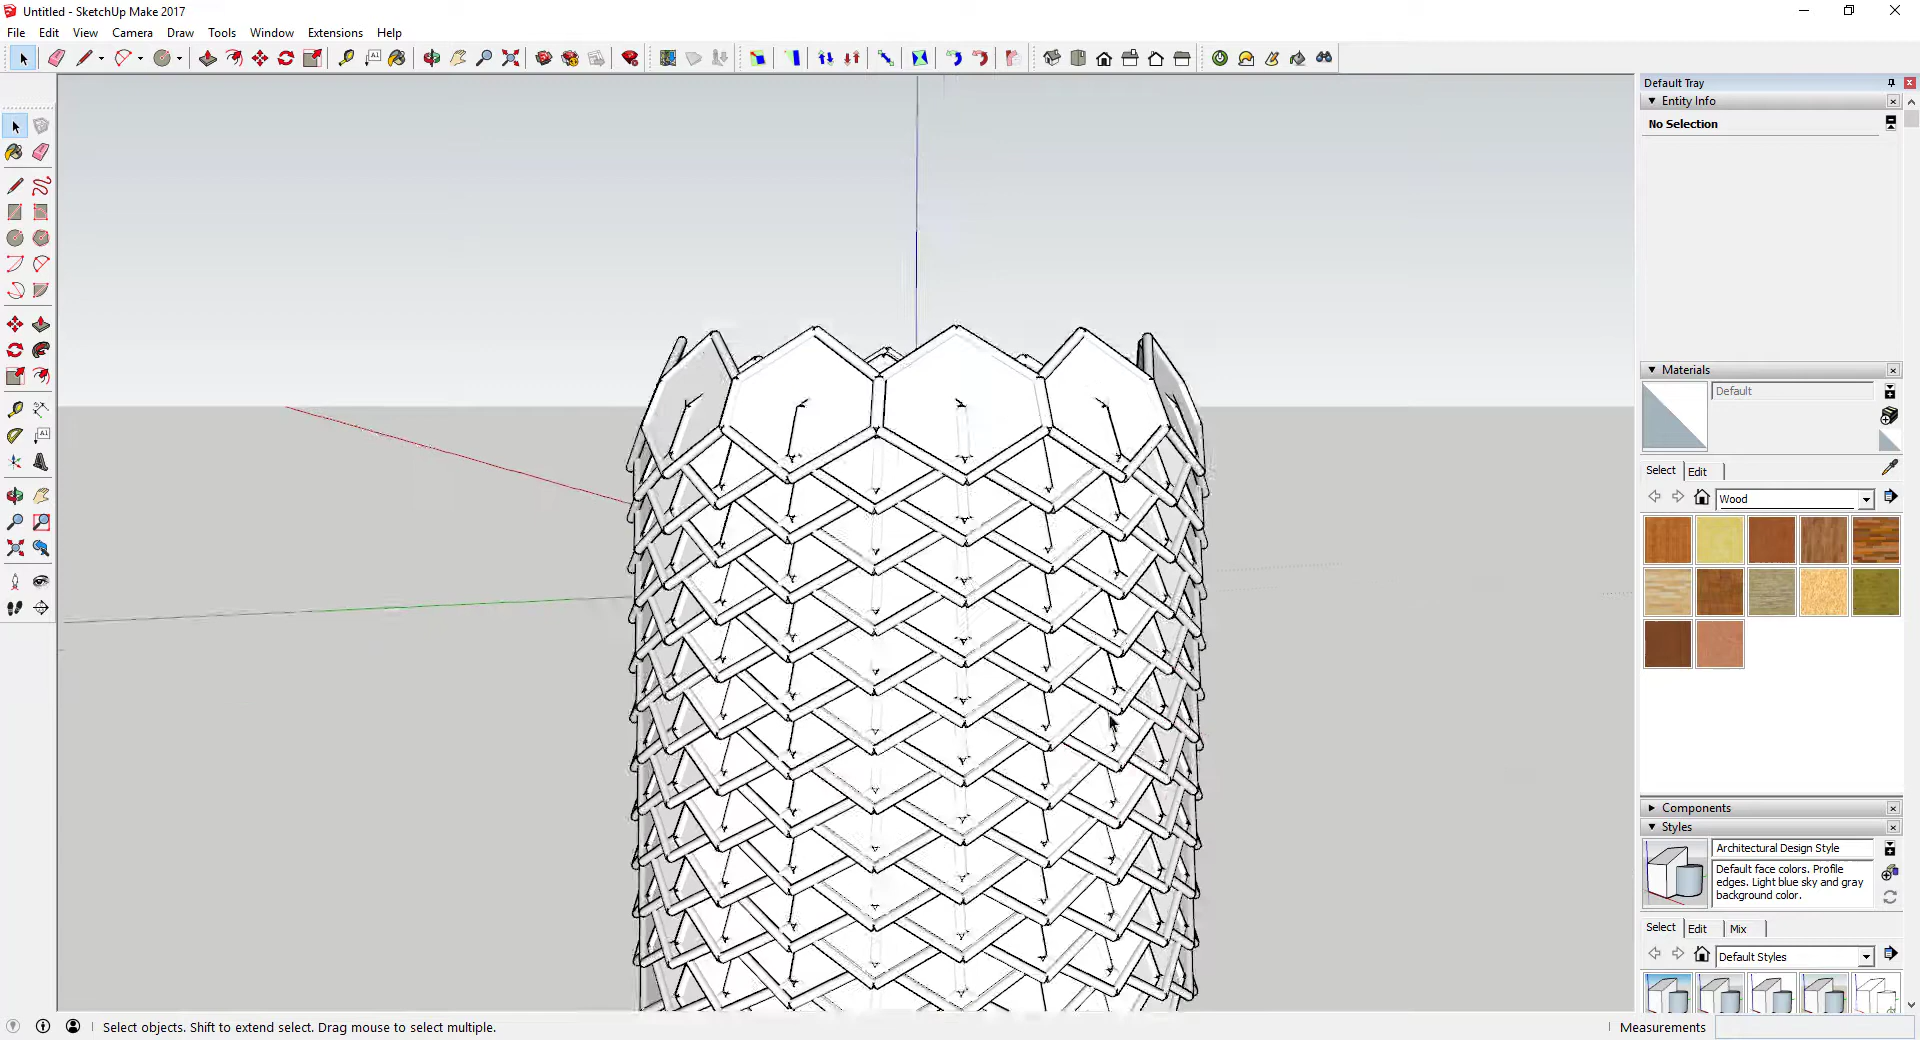 Untitled - SketchUp Make 2017
File Edit View Camera Draw Tools Window Extensions Help
Default Tray
Entity Info
No Selection
Materials
Default
Select Edit
Wood
Components
Styles
Architectural Design Style
Default face colors. Profile
edges. Light blue sky and gray
background color.
Select Edit Mix
Default Styles
Select objects. Shift to extend select. Drag mouse to select multiple.
Measurements